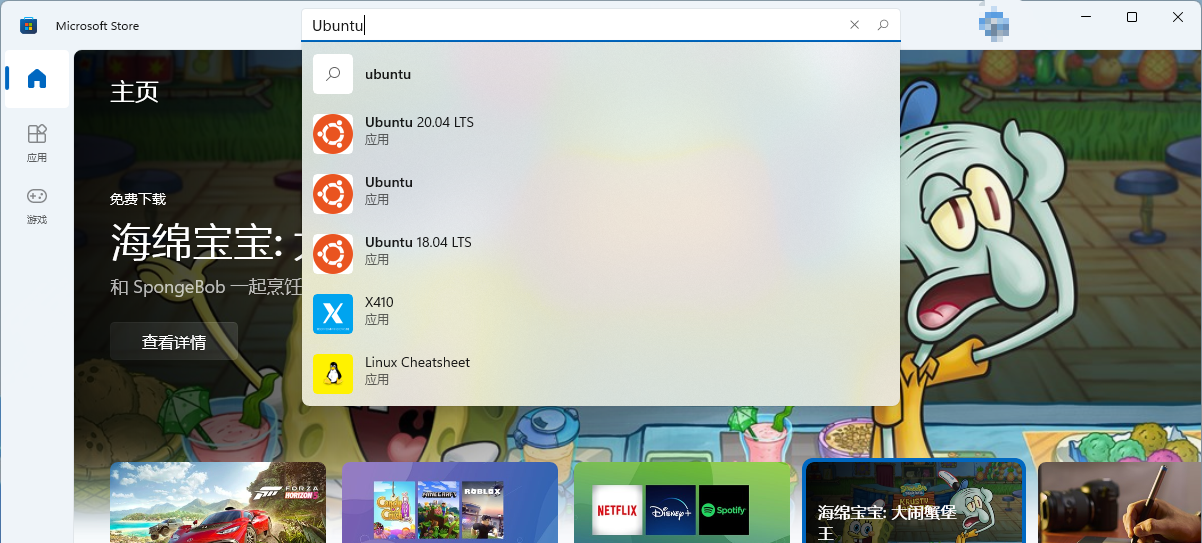 Microsoft Store
Ubuntu
ubuntu
Ubuntu 20.04 LTS
应用
Ubuntu
应用
Ubuntu 18.04 LTS
应用
X410
应用
Linux Cheatsheet
应用
应用
游戏
主页
免费下载
海绵宝宝:
和 SpongeBob 一起烹饪
查看详情
FORZA
HORIZON 5
Candy Crush
MINECRAFT
ROBLOX
NETFLIX
Disney+
Spotify
海绵宝宝: 大闹蟹堡
王